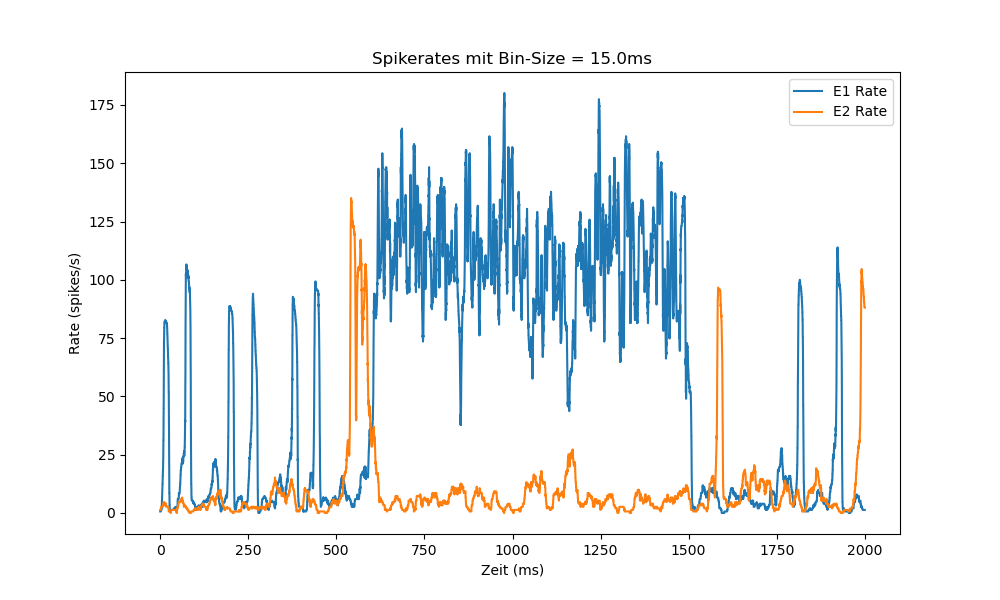 Spikerates mit Bin-Size = 15.0ms
E1 Rate
E2 Rate
175
150
125
100
75
50
25
0
Rate (spikes/s)
0 250 500 750 1000 1250 1500 1750 2000
Zeit (ms)